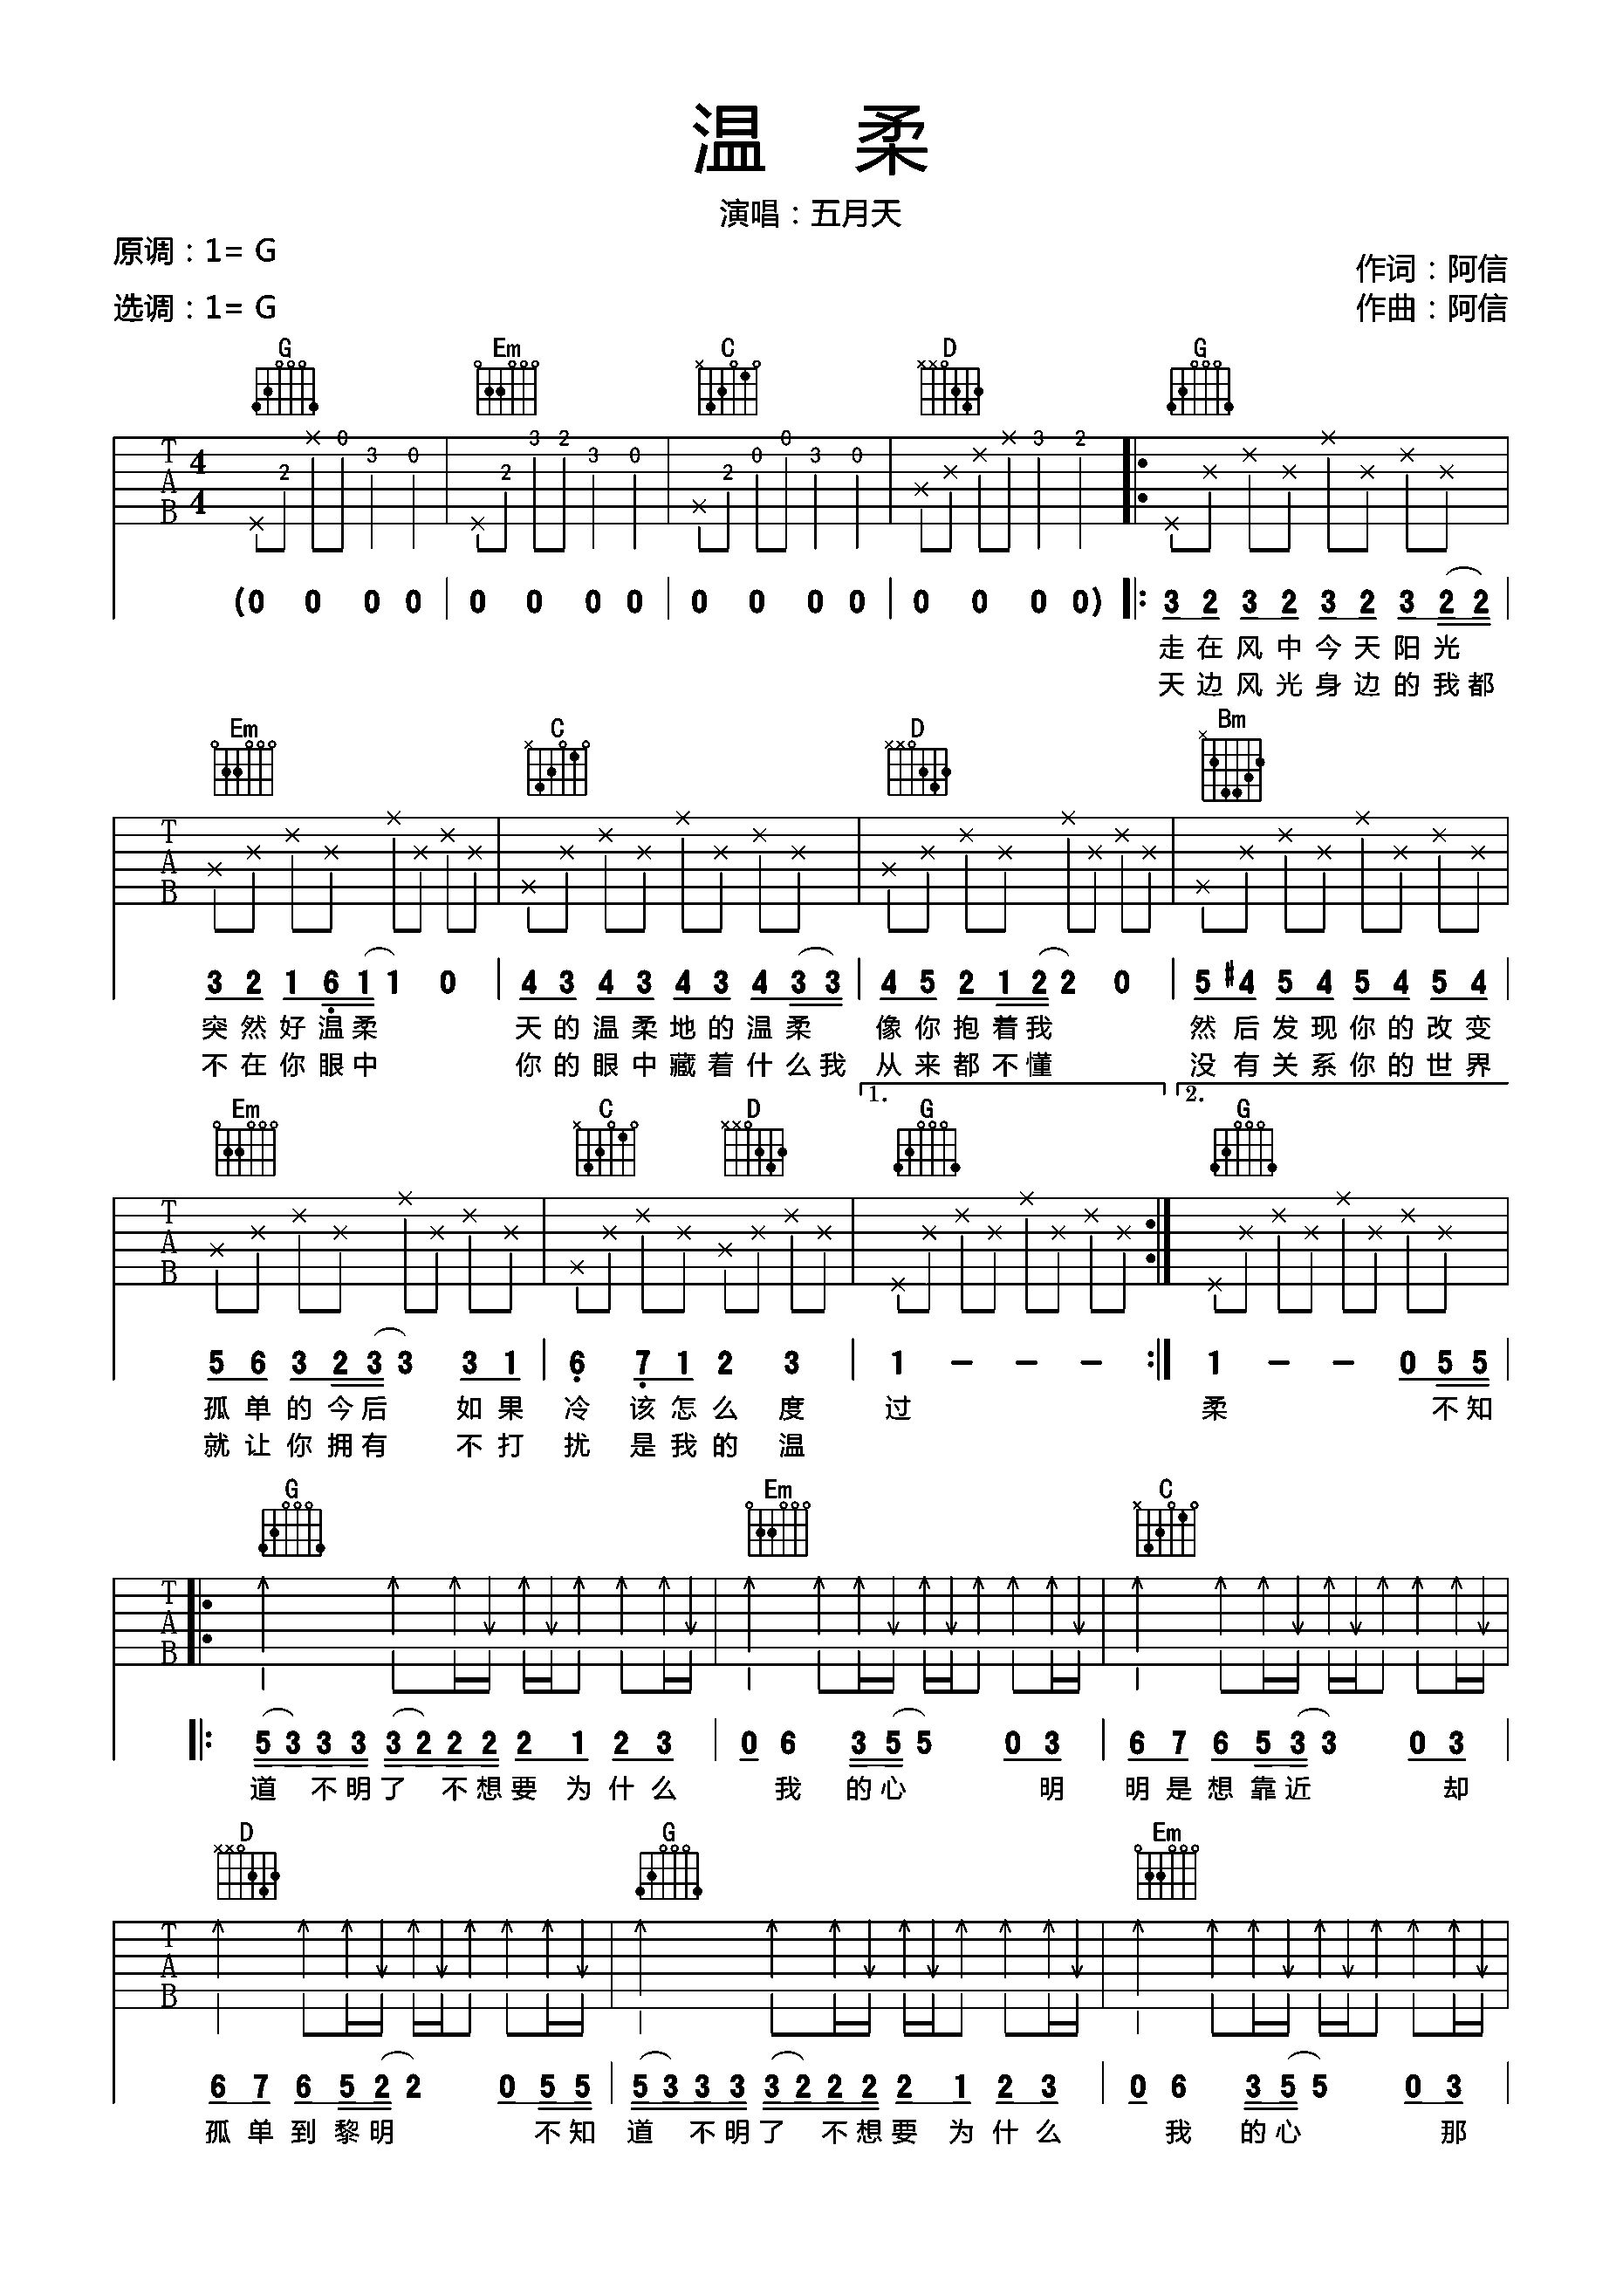 温 柔
演唱：五月天
原调：1= G
作词：阿信
选调：1= G
作曲：阿信
G Em C D G
T A B 4 4 2 0 3 0 2 3 2 3 0 2 0 0 3 0 3 2
(0 0 0 0 | 0 0 0 0 | 0 0 0 0 | 0 0 0 0) 3 2 3 2 3 2 3 2 2
走在风中今天阳光
天边风光身边的我都
Em C D Bm
T A B
3 2 1 6 1 1 0 | 4 3 4 3 4 3 4 3 3 | 4 5 2 1 2 2 0 | 5 #4 5 4 5 4 5 4
突然好温柔 天的温柔地的温柔 像你抱着我 然后发现你的改变
不在你眼中 你的眼中藏着什么我 从来都不懂 没有关系你的世界
1. 2.
Em C D G G
T A B
5 6 3 2 3 3 3 1 | 6 7 1 2 3 | 1 - - - :| 1 - - 0 5 5
孤单的今后 如果 冷 该怎么 度 过 柔 不知
就让你拥有 不打 扰 是我的 温
G Em C
T A B
|: 5 3 3 3 3 2 2 2 2 1 2 3 | 0 6 3 5 5 0 3 | 6 7 6 5 3 3 0 3
道 不明了 不想要 为什么 我 的心 明 明是想靠近 却
D G Em
T A B
6 7 6 5 2 2 0 5 5 | 5 3 3 3 3 2 2 2 2 1 2 3 | 0 6 3 5 5 0 3
孤单到黎明 不知 道 不明了 不想要 为什么 我 的心 那